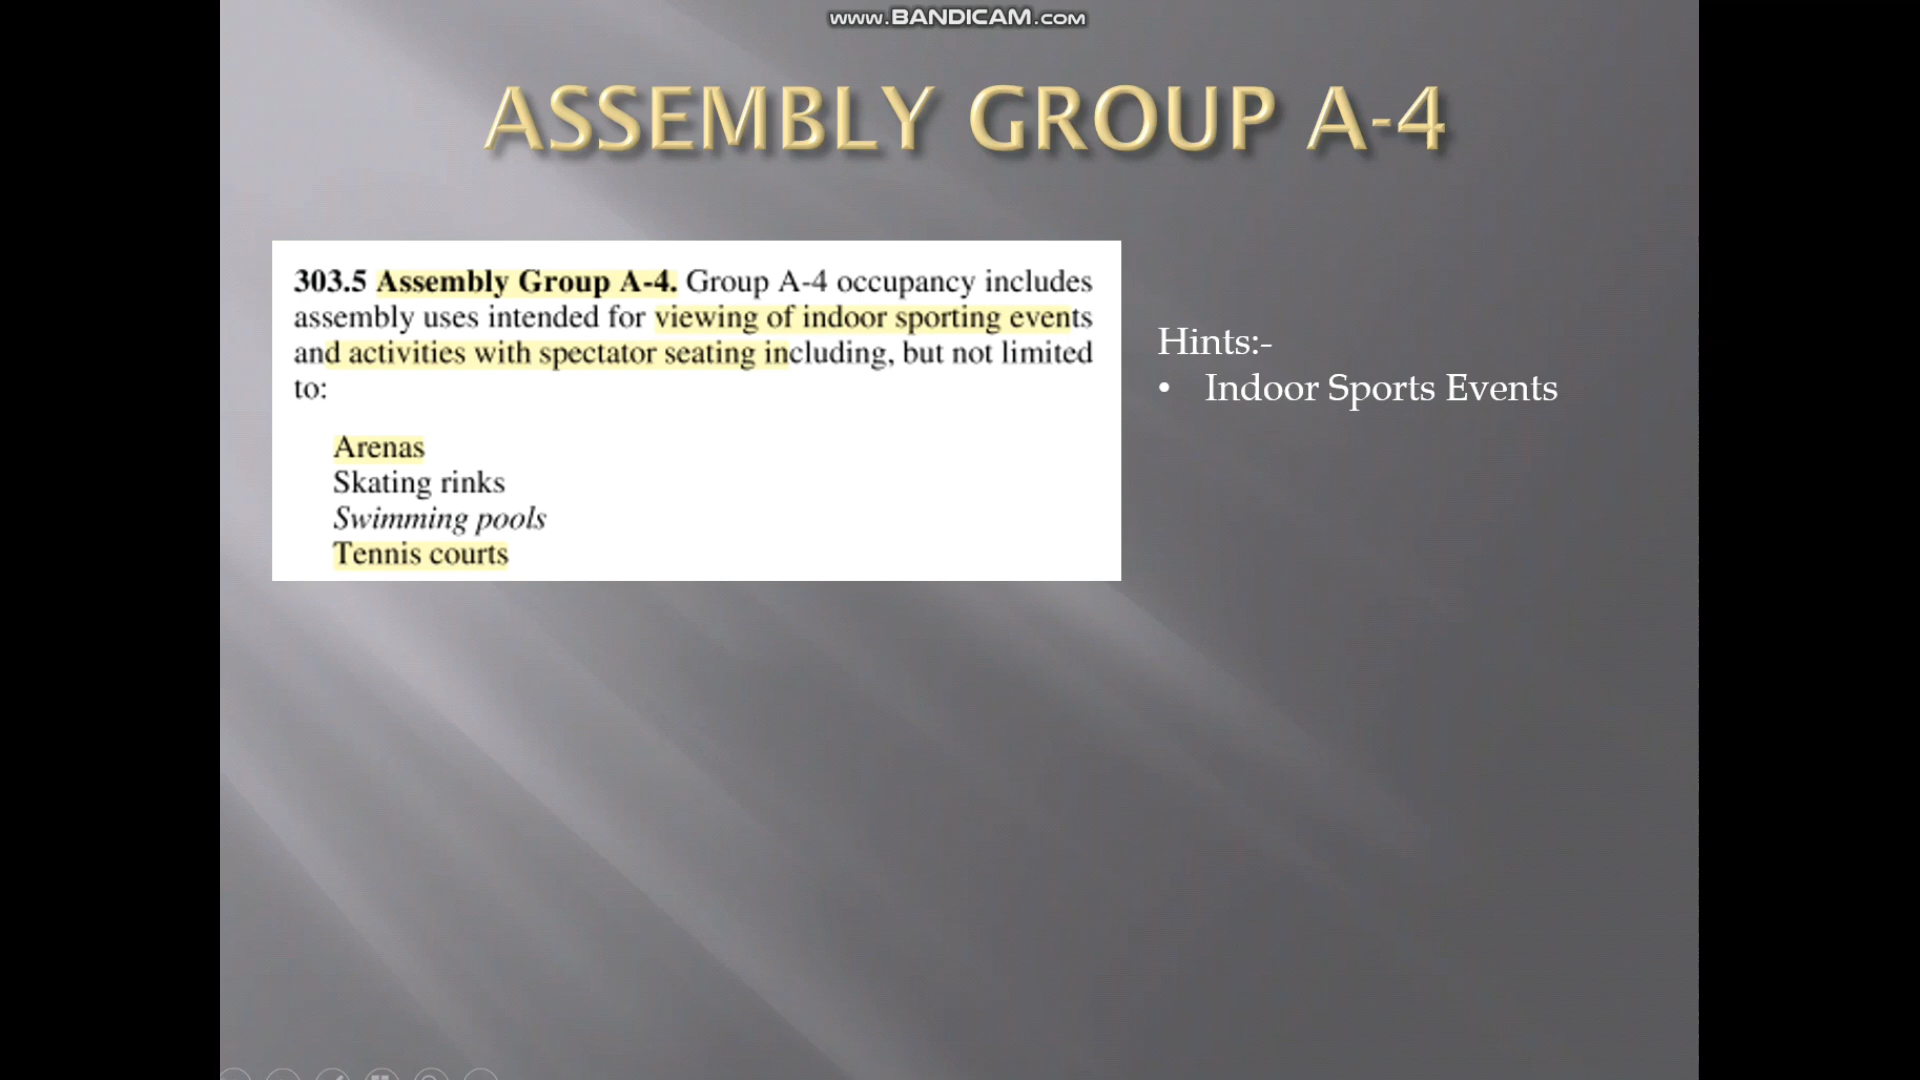 www.BANDICAM.com
ASSEMBLY GROUP A-4
303.5 Assembly Group A-4. Group A-4 occupancy includes
assembly uses intended for viewing of indoor sporting events
and activities with spectator seating including, but not limited
to:
Arenas
Skating rinks
Swimming pools
Tennis courts
Hints:-
• Indoor Sports Events